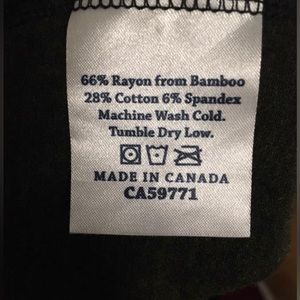 66% Rayon from Bamboo
28% Cotton 6% Spandex
Machine Wash Cold.
Tumble Dry Low.
MADE IN CANADA
CA59771